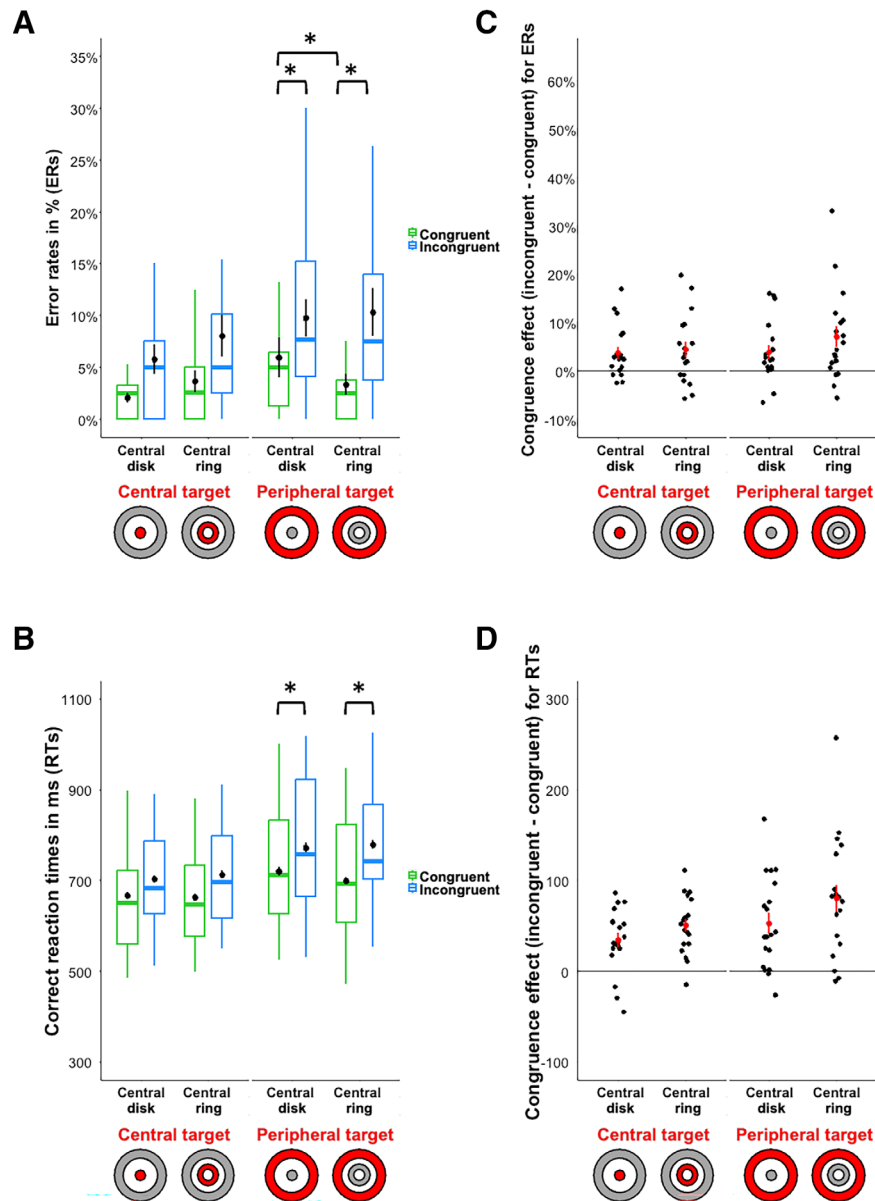 A
Error rates in % (ERs)
35%
30%
25%
20%
15%
10%
5%
0%
*
*
*
Congruent
Incongruent
Central disk
Central ring
Central disk
Central ring
Central target
Peripheral target
C
Congruence effect (incongruent - congruent) for ERs
60%
50%
40%
30%
20%
10%
0%
-10%
Central disk
Central ring
Central disk
Central ring
Central target
Peripheral target
B
Correct reaction times in ms (RTs)
1100
900
700
500
300
*
*
Congruent
Incongruent
Central disk
Central ring
Central disk
Central ring
Central target
Peripheral target
D
Congruence effect (incongruent - congruent) for RTs
300
200
100
0
-100
Central disk
Central ring
Central disk
Central ring
Central target
Peripheral target